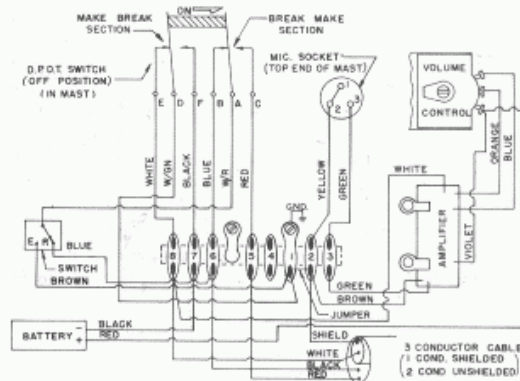 ON
MAKE BREAK
SECTION
BREAK MAKE
SECTION
D.P.D.T. SWITCH
(OFF POSITION)
(IN MAST)
MIC. SOCKET
(TOP END OF MAST)
VOLUME
CONTROL
E D F B A C
1
2 3
WHITE
W/GN
BLACK
BLUE
W/R
RED
YELLOW
GREEN
ORANGE
BLUE
WHITE
VIOLET
GND.
E R
SWITCH
BLUE
BROWN
8 7 6 5 4 1 2 3
AMPLIFIER
GREEN
BROWN
JUMPER
BATTERY
- BLACK
+ RED
SHIELD
WHITE
BLACK
RED
3 CONDUCTOR CABLE
(1 COND. SHIELDED)
(2 COND UNSHIELDED)